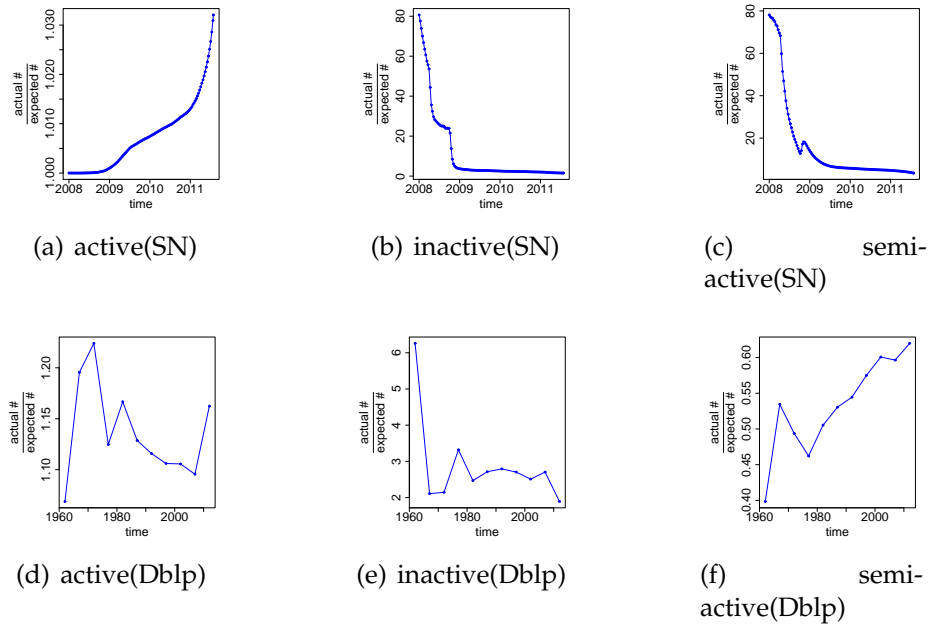 1.030
1.020
1.010
1.000
actual #
expected #
2008 2009 2010 2011
time
(a) active(SN)
80
60
40
20
0
actual #
expected #
2008 2009 2010 2011
time
(b) inactive(SN)
80
60
40
20
actual #
expected #
2008 2009 2010 2011
time
(c) semi-
active(SN)
1.20
1.15
1.10
actual #
expected #
1960 1980 2000
time
(d) active(Dblp)
6
5
4
3
2
actual #
expected #
1960 1980 2000
time
(e) inactive(Dblp)
0.60
0.55
0.50
0.45
0.40
actual #
expected #
1960 1980 2000
time
(f) semi-
active(Dblp)